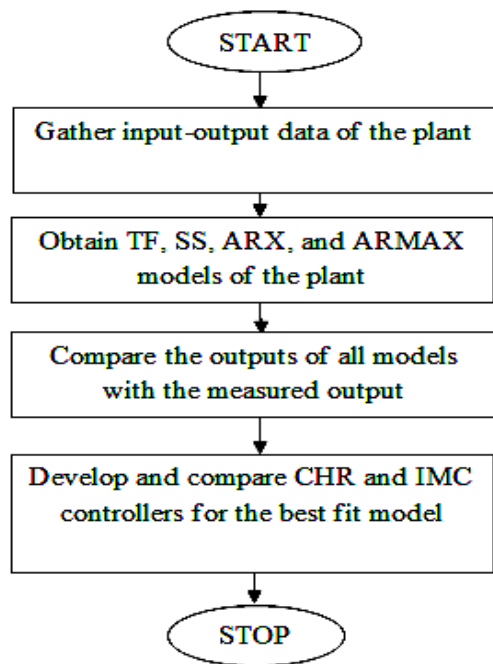 START
Gather input-output data of the plant
Obtain TF, SS, ARX, and ARMAX
models of the plant
Compare the outputs of all models
with the measured output
Develop and compare CHR and IMC
controllers for the best fit model
STOP